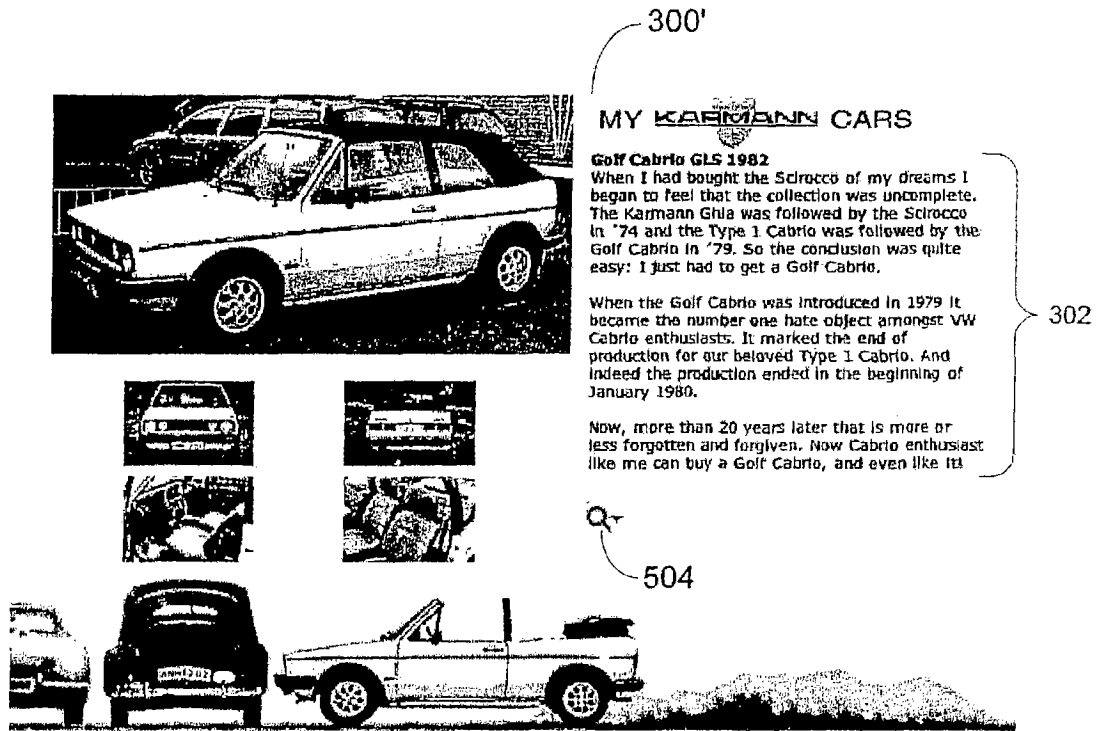 300'
MY KARMANN CARS
Golf Cabrio GLS 1982
When I had bought the Scirocco of my dreams I
began to feel that the collection was uncomplete.
The Karmann Ghia was followed by the Scirocco
in '74 and the Type 1 Cabrio was followed by the
Golf Cabrio in '79. So the conclusion was quite
easy: I just had to get a Golf Cabrio.
When the Golf Cabrio was introduced in 1979 it
became the number one hate object amongst VW
Cabrio enthusiasts. It marked the end of
production for our beloved Type 1 Cabrio. And
indeed the production ended in the beginning of
January 1980.
Now, more than 20 years later that is more or
less forgotten and forgiven. Now Cabrio enthusiast
like me can buy a Golf Cabrio, and even like it!
302
504